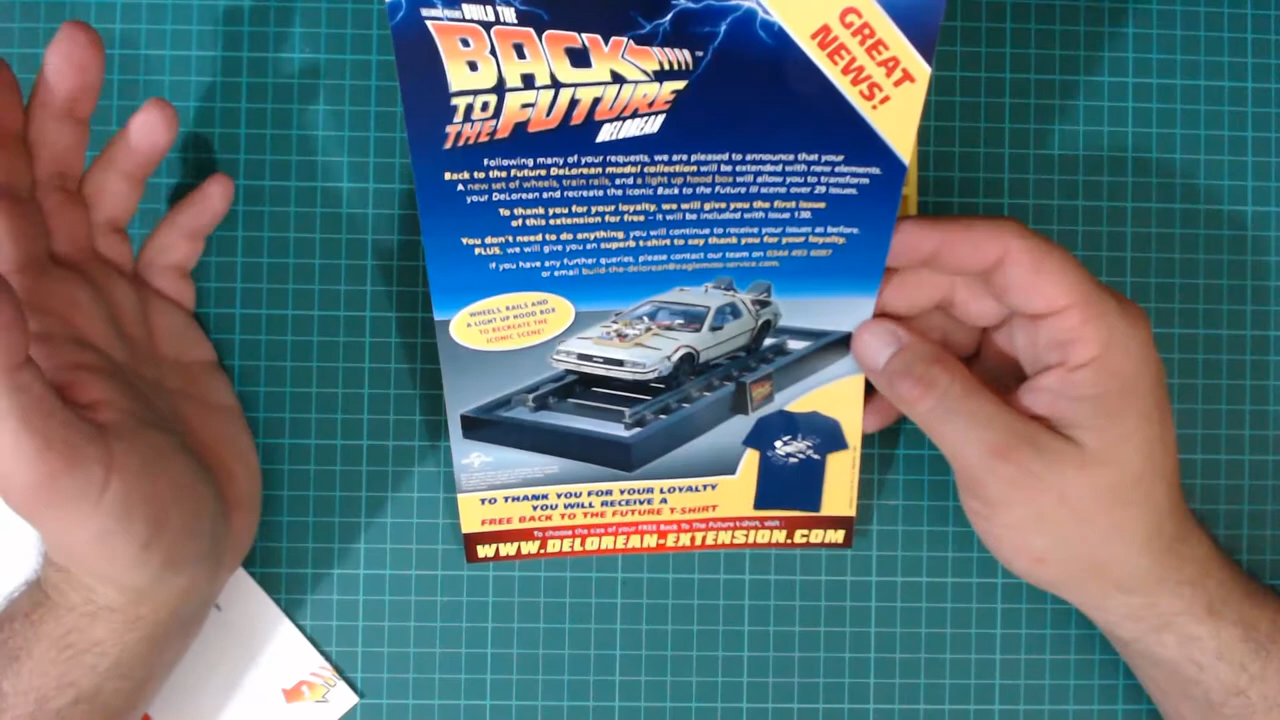 BUILD THE
BACK
TO
THE FUTURE
DELOREAN
GREAT
NEWS!
Following many of your requests, we are pleased to announce that your
Back to the Future DeLorean model collection will be extended with new elements.
A new set of wheels, train rails, and a light up hood box will allow you to transform
your DeLorean and recreate the iconic Back to the Future III scene over 29 issues.
To thank you for your loyalty, we will give you the first issue
of this extension for free – it will be included with issue 130.
You don't need to do anything, you will continue to receive your issues as before.
PLUS, we will give you an superb t-shirt to say thank you for your loyalty.
If you have any further queries, please contact our team on 0344 493 6087
or email build-the-delorean@eaglemoss-service.com.
WHEELS, RAILS AND
A LIGHT UP HOOD BOX
TO RECREATE THE
ICONIC SCENE!
TO THANK YOU FOR YOUR LOYALTY
YOU WILL RECEIVE A
FREE BACK TO THE FUTURE T-SHIRT
To choose the size of your FREE Back To The Future t-shirt, visit :
WWW.DELOREAN-EXTENSION.COM